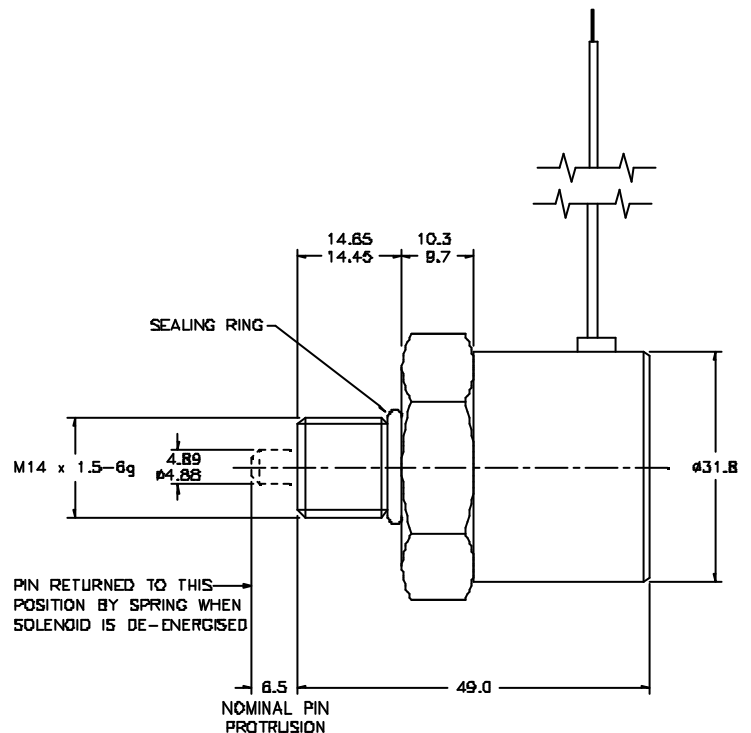 14.65
14.45
10.3
9.7
SEALING RING
M14 x 1.5-6g
4.89
ø4.88
ø31.8
PIN RETURNED TO THIS
POSITION BY SPRING WHEN
SOLENOID IS DE-ENERGISED
6.5
49.0
NOMINAL PIN
PROTRUSION